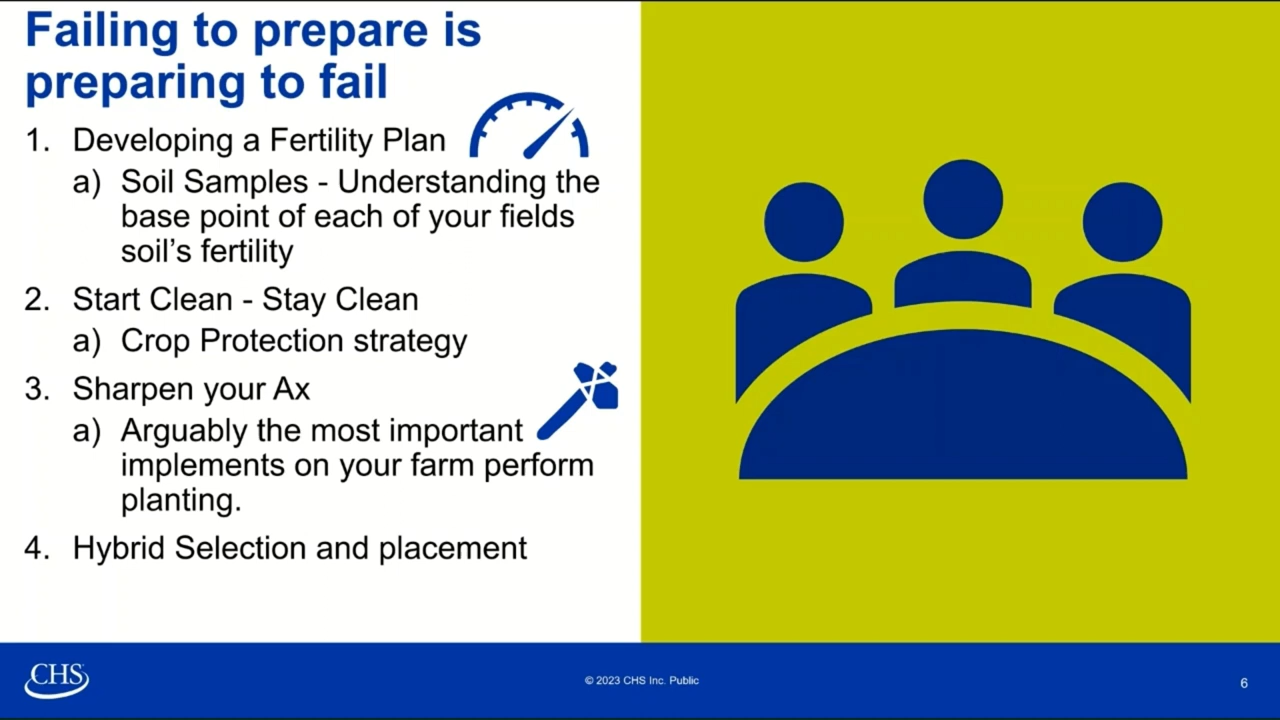 Failing to prepare is
preparing to fail
1. Developing a Fertility Plan
a) Soil Samples - Understanding the
base point of each of your fields
soil's fertility
2. Start Clean - Stay Clean
a) Crop Protection strategy
3. Sharpen your Ax
a) Arguably the most important
implements on your farm perform
planting.
4. Hybrid Selection and placement
CHS
© 2023 CHS Inc. Public
6